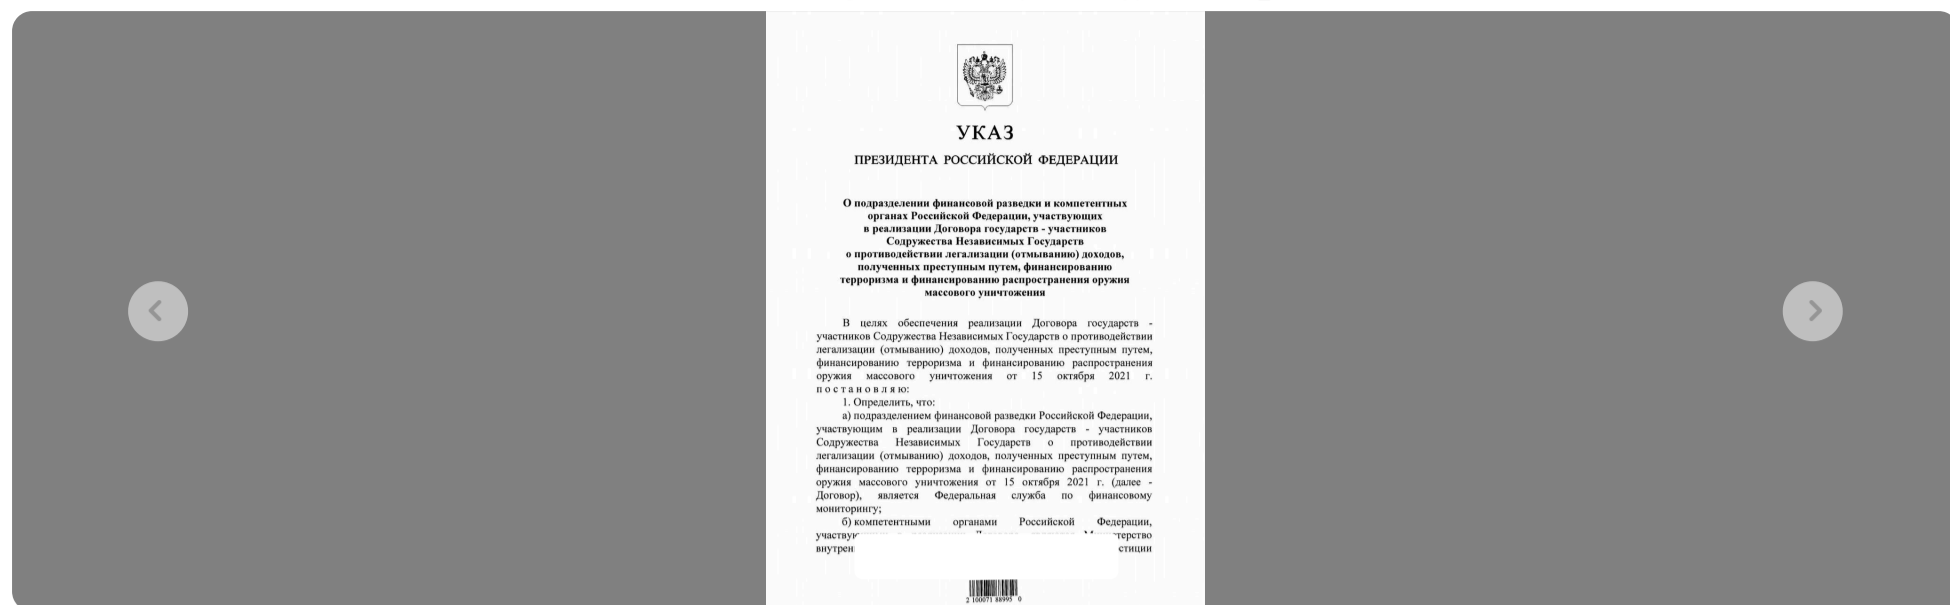 УКАЗ
ПРЕЗИДЕНТА РОССИЙСКОЙ ФЕДЕРАЦИИ
О подразделении финансовой разведки и компетентных
органах Российской Федерации, участвующих
в реализации Договора государств - участников
Содружества Независимых Государств
о противодействии легализации (отмыванию) доходов,
полученных преступным путем, финансированию
терроризма и финансированию распространения оружия
массового уничтожения
В целях обеспечения реализации Договора государств -
участников Содружества Независимых Государств о противодействии
легализации (отмыванию) доходов, полученных преступным путем,
финансированию терроризма и финансированию распространения
оружия массового уничтожения от 15 октября 2021 г.
п о с т а н о в л я ю:
1. Определить, что:
а) подразделением финансовой разведки Российской Федерации,
участвующим в реализации Договора государств - участников
Содружества Независимых Государств о противодействии
легализации (отмыванию) доходов, полученных преступным путем,
финансированию терроризма и финансированию распространения
оружия массового уничтожения от 15 октября 2021 г. (далее -
Договор), является Федеральная служба по финансовому
мониторингу;
б) компетентными органами Российской Федерации,
2 100071 88995 0